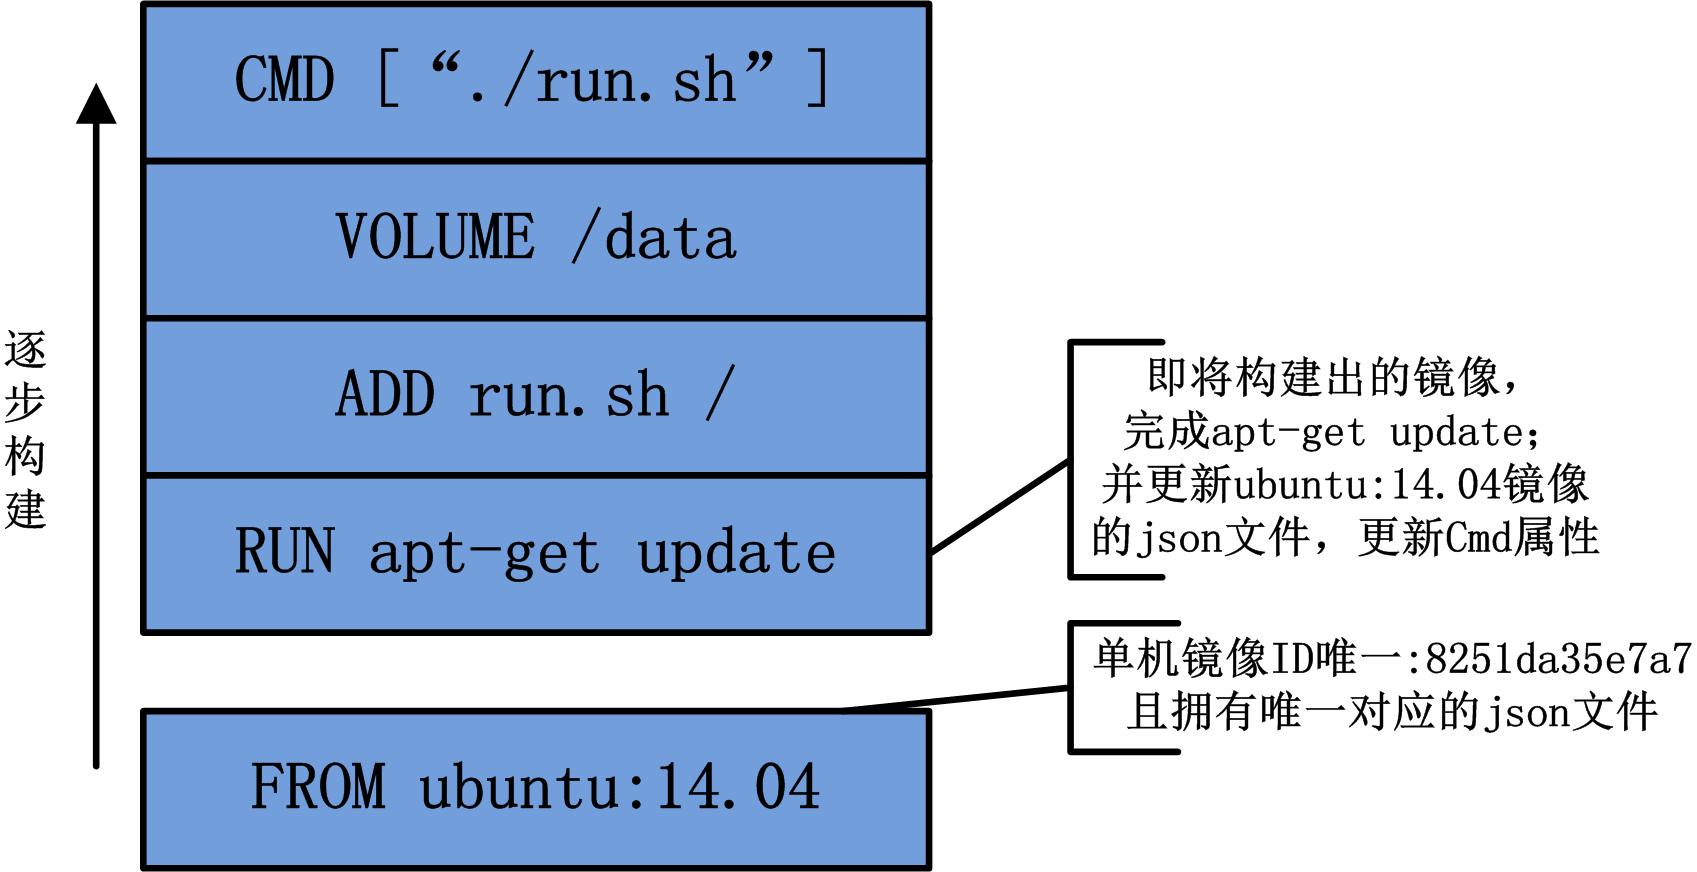 CMD [“./run.sh”]
VOLUME /data
ADD run.sh /
RUN apt-get update
FROM ubuntu:14.04
逐步构建
即将构建出的镜像，
完成apt-get update；
并更新ubuntu:14.04镜像
的json文件，更新Cmd属性
单机镜像ID唯一:8251da35e7a7
且拥有唯一对应的json文件